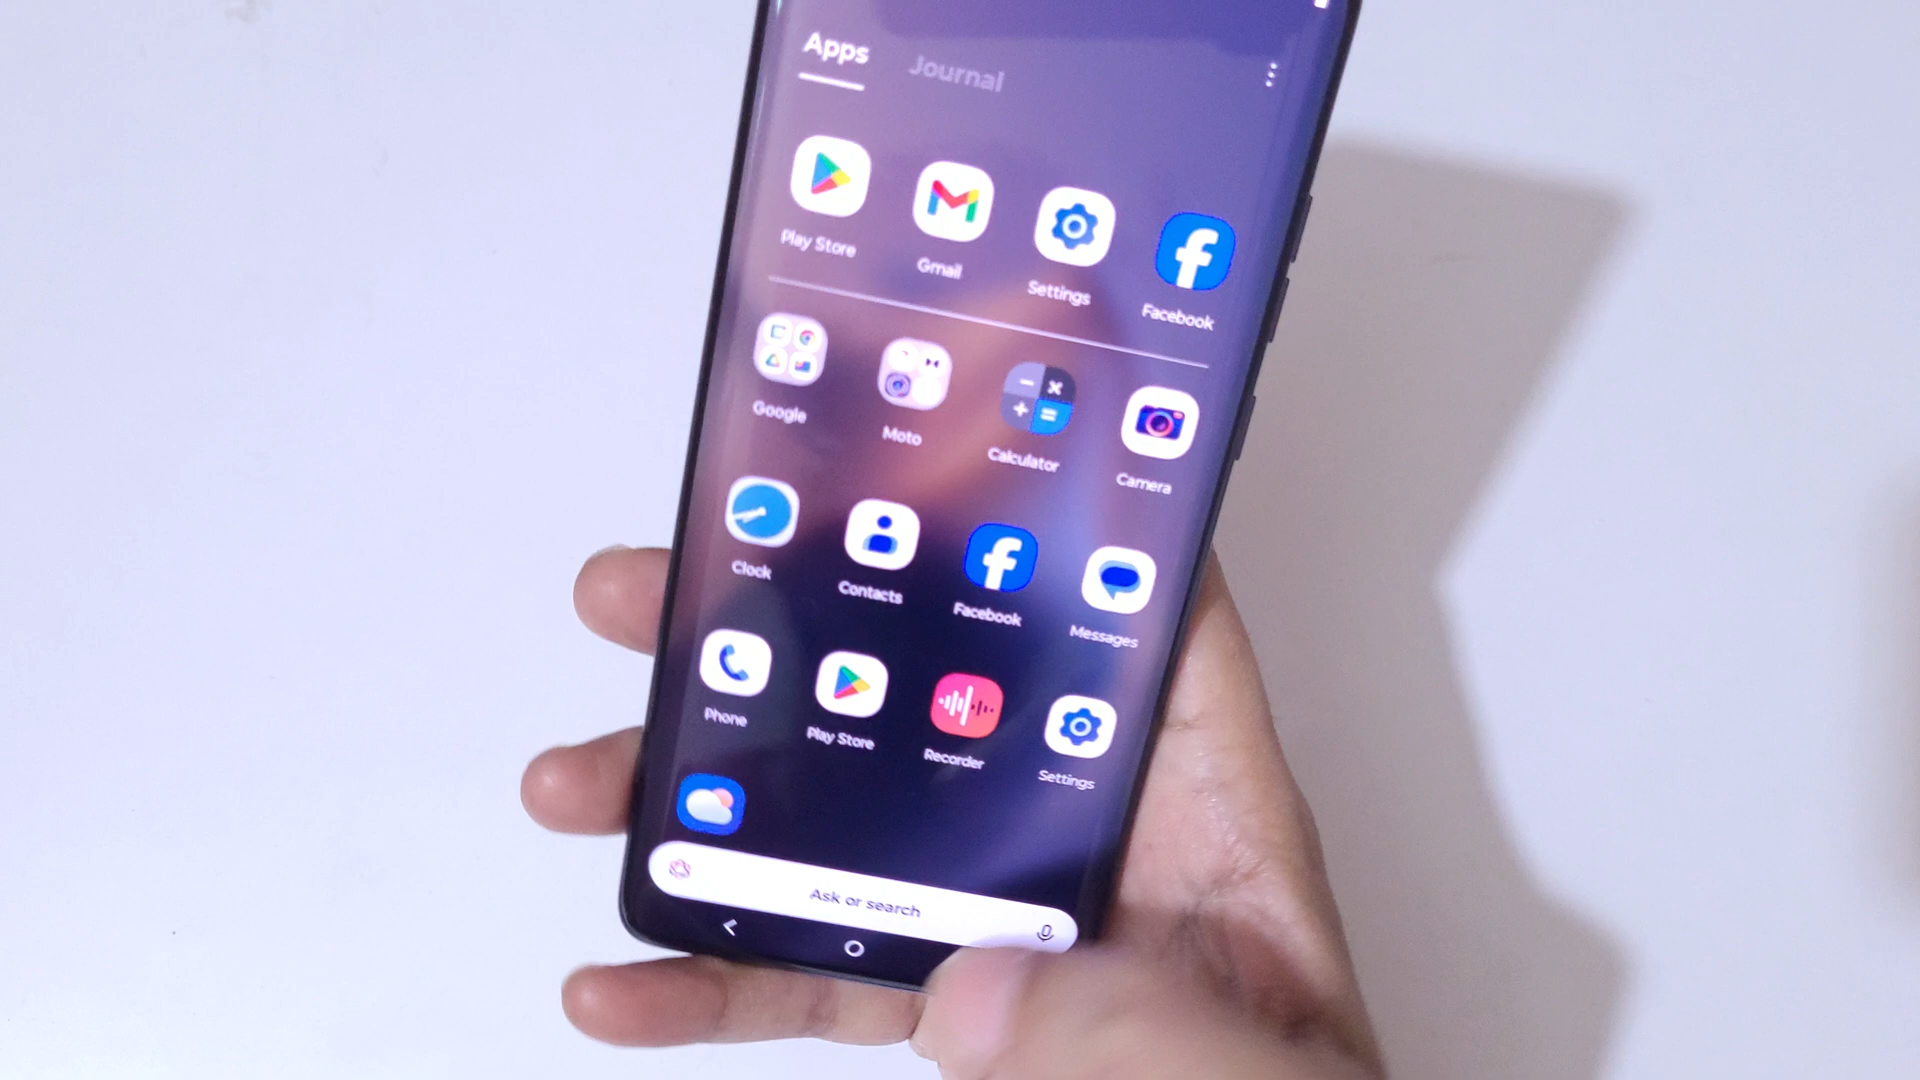 Apps Journal
Play Store Gmail Settings Facebook
Google Moto Calculator Camera
Clock Contacts Facebook Messages
Phone Play Store Recorder Settings
Ask or search